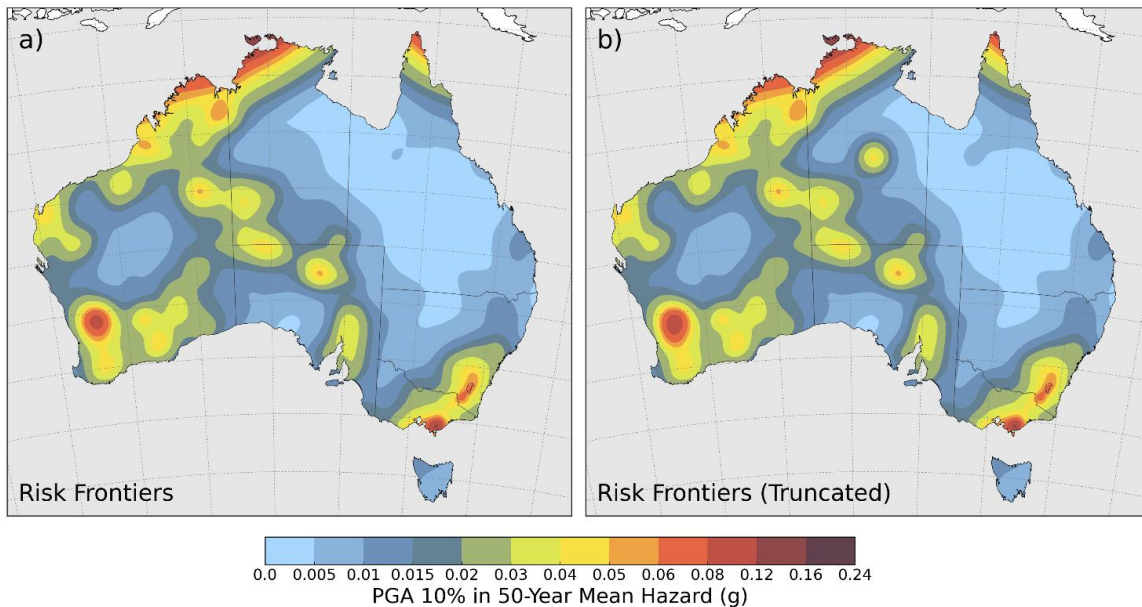 a)
Risk Frontiers
b)
Risk Frontiers (Truncated)
0.0 0.005 0.01 0.015 0.02 0.03 0.04 0.05 0.06 0.08 0.12 0.16 0.24
PGA 10% in 50-Year Mean Hazard (g)